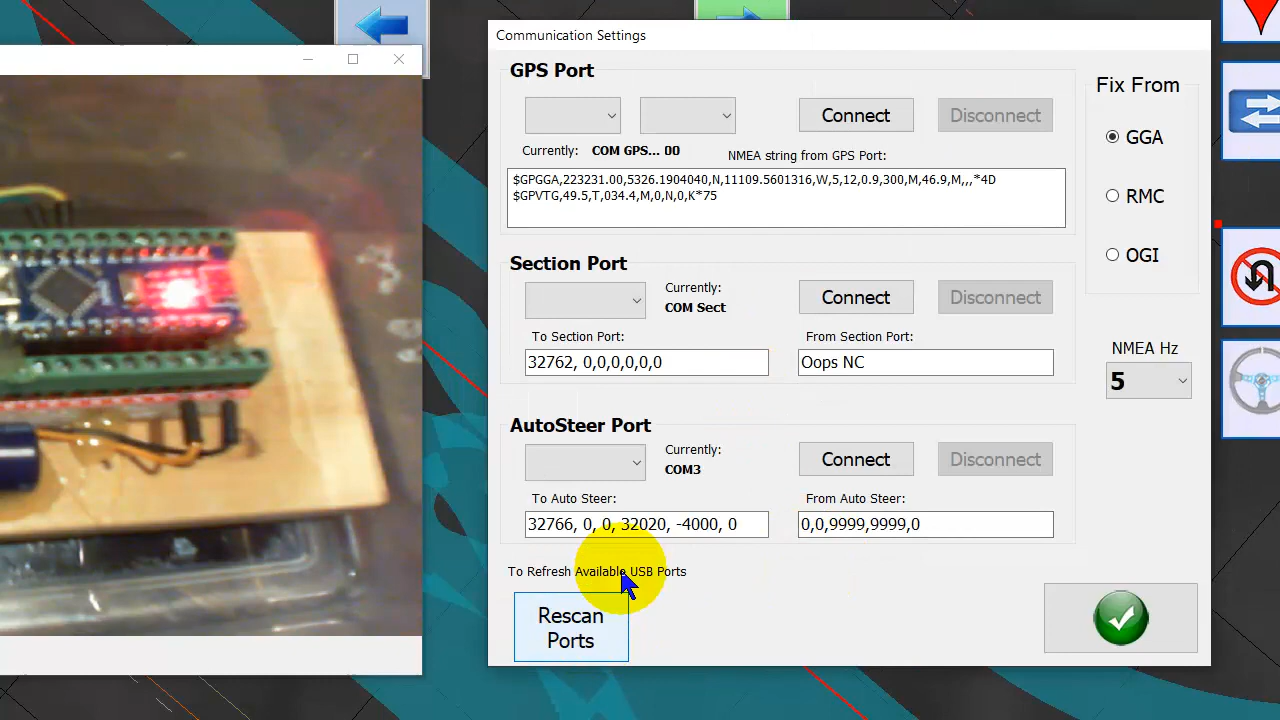 Communication Settings
GPS Port
Connect
Disconnect
Currently: COM GPS... 00
NMEA string from GPS Port:
$GPGGA,223231.00,5326.1904040,N,11109.5601316,W,5,12,0.9,300,M,46.9,M,,,*4D
$GPVTG,49.5,T,034.4,M,0,N,0,K*75
Fix From
GGA
RMC
OGI
NMEA Hz
5
Section Port
Currently:
COM Sect
Connect
Disconnect
To Section Port:
From Section Port:
32762, 0,0,0,0,0,0
Oops NC
AutoSteer Port
Currently:
COM3
Connect
Disconnect
To Auto Steer:
From Auto Steer:
32766, 0, 0, 32020, -4000, 0
0,0,9999,9999,0
To Refresh Available USB Ports
Rescan
Ports